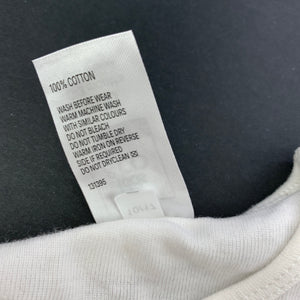 100% COTTON
WASH BEFORE WEAR
WARM MACHINE WASH
WITH SIMILAR COLOURS
DO NOT BLEACH
DO NOT TUMBLE DRY
WARM IRON ON REVERSE
SIDE IF REQUIRED
DO NOT DRYCLEAN ⊠
131395